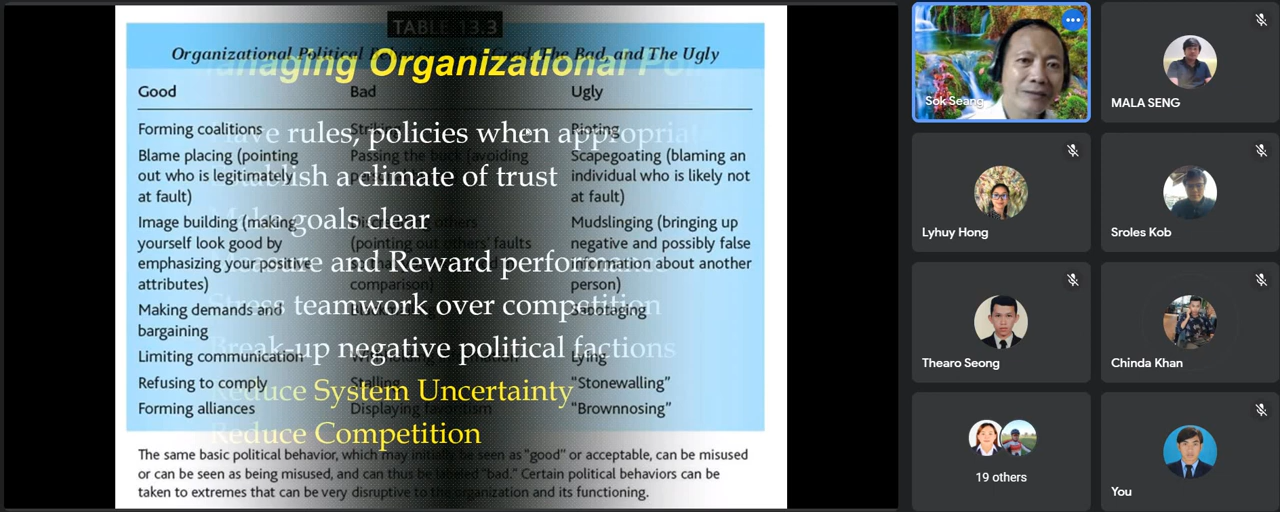 TABLE 13.3
Organizational Political The Good, The Bad, and The Ugly
Managing Organizational
Good Bad Ugly
Forming coalitions Striking Rioting
Have rules, policies when appropriate
Blame placing (pointing Passing the buck (avoiding Scapegoating (blaming an
out who is legitimately individual who is likely not
at fault) at fault)
Establish a climate of trust
Make goals clear
Image building (making others Mudslinging (bringing up
yourself look good by (pointing out others' faults negative and possibly false
emphasizing your positive information about another
attributes) comparison) person)
Measure and Reward performance
Stress teamwork over competition
Making demands and Sabotaging
bargaining
Break-up negative political factions
Limiting communication Withholding information Lying
Refusing to comply Stalling "Stonewalling"
Reduce System Uncertainty
Forming alliances Displaying favoritism "Brownnosing"
Reduce Competition
The same basic political behavior, which may initially be seen as "good" or acceptable, can be misused
or can be seen as being misused, and can thus be labeled "bad." Certain political behaviors can be
taken to extremes that can be very disruptive to the organization and its functioning.
Sok Seang
MALA SENG
Lyhuy Hong
Sroles Kob
Thearo Seong
Chinda Khan
19 others
You